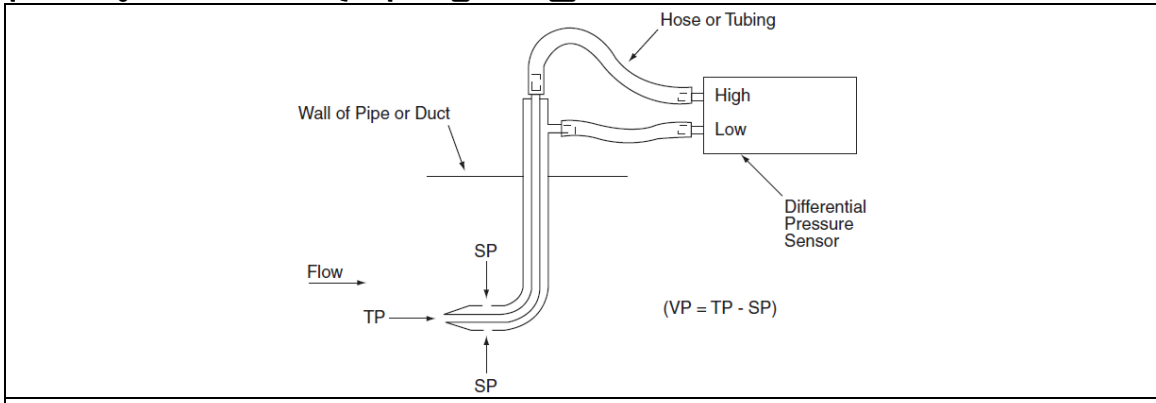 Hose or Tubing
High
Wall of Pipe or Duct
Low
Differential
Pressure
Sensor
SP
Flow
TP
(VP = TP - SP)
SP